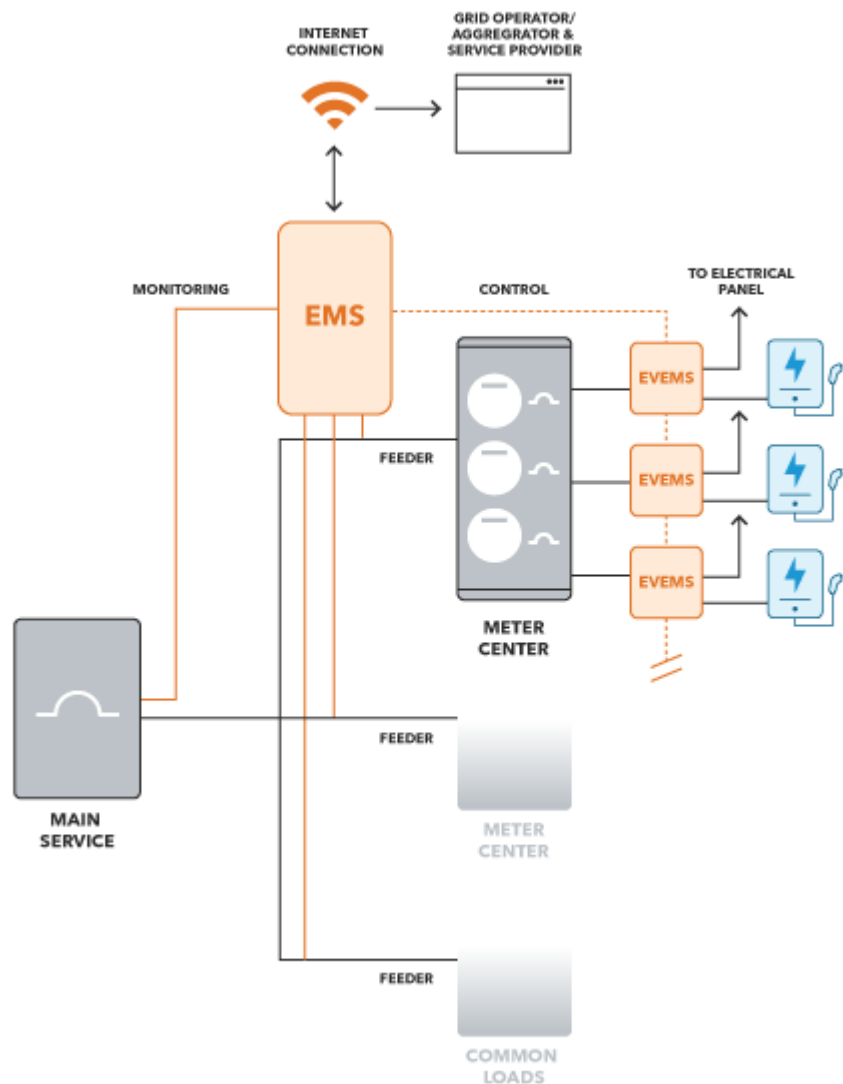 INTERNET
CONNECTION
GRID OPERATOR/
AGGREGRATOR &
SERVICE PROVIDER
MONITORING
EMS
CONTROL
TO ELECTRICAL
PANEL
EVEMS
FEEDER
EVEMS
EVEMS
METER
CENTER
FEEDER
MAIN
SERVICE
METER
CENTER
FEEDER
COMMON
LOADS